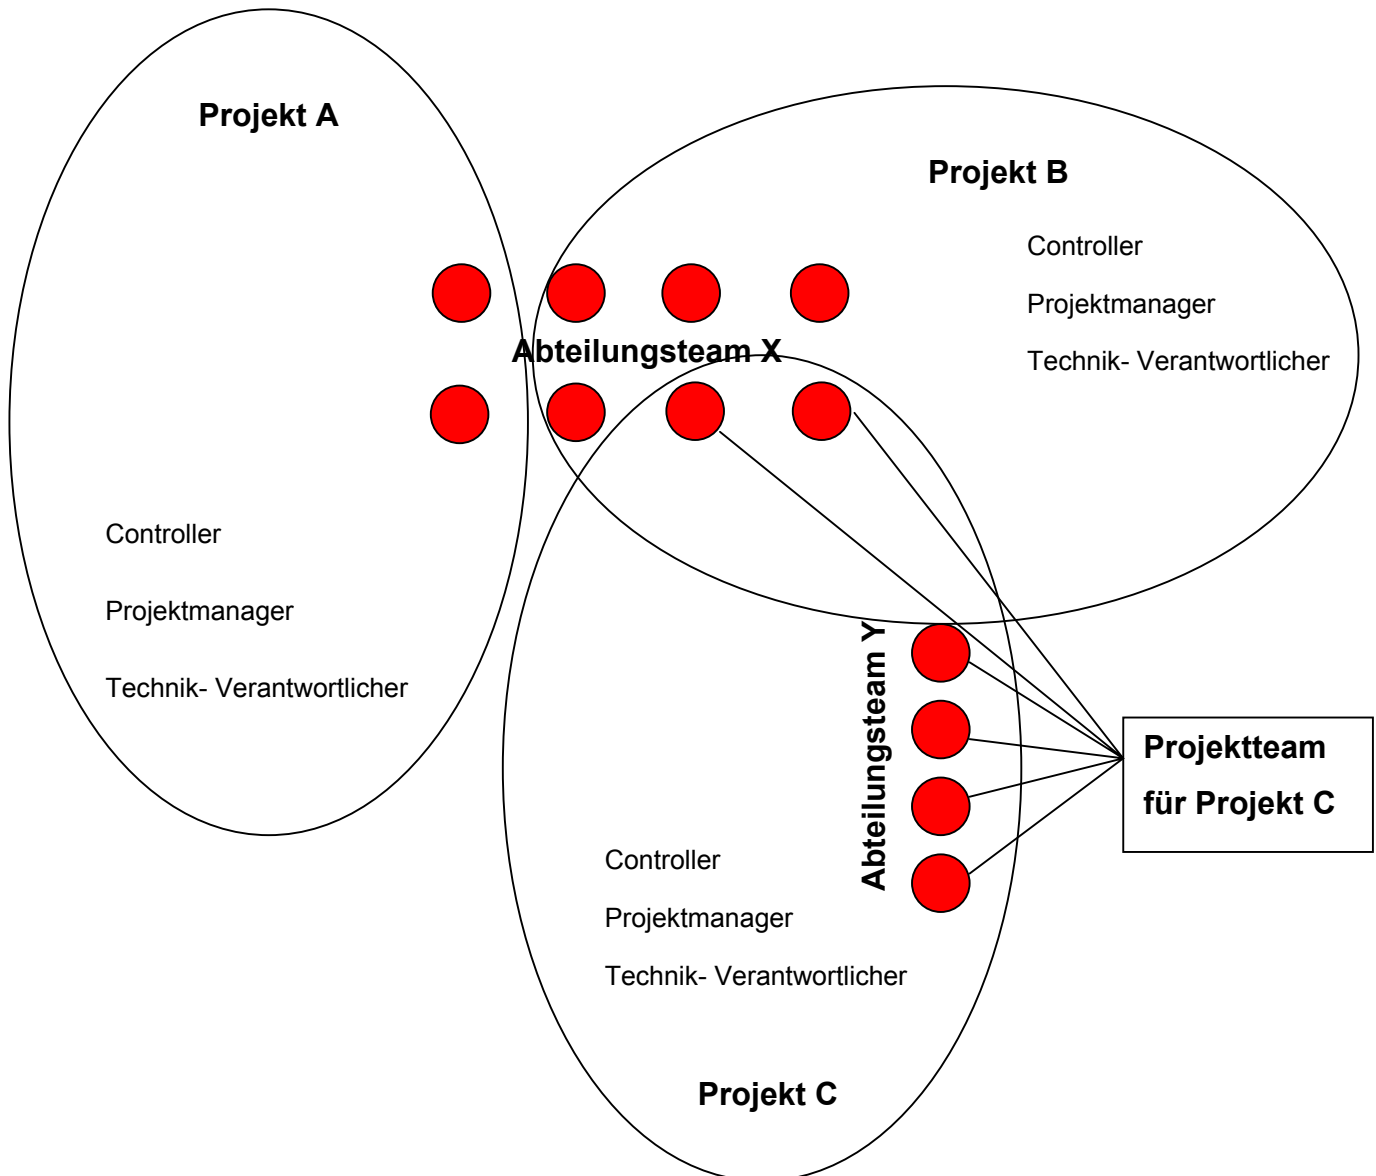 Projekt A
Projekt B
Controller
Projektmanager
Technik- Verantwortlicher
Abteilungsteam X
Controller
Projektmanager
Technik- Verantwortlicher
Abteilungsteam Y
Projektteam
für Projekt C
Controller
Projektmanager
Technik- Verantwortlicher
Projekt C